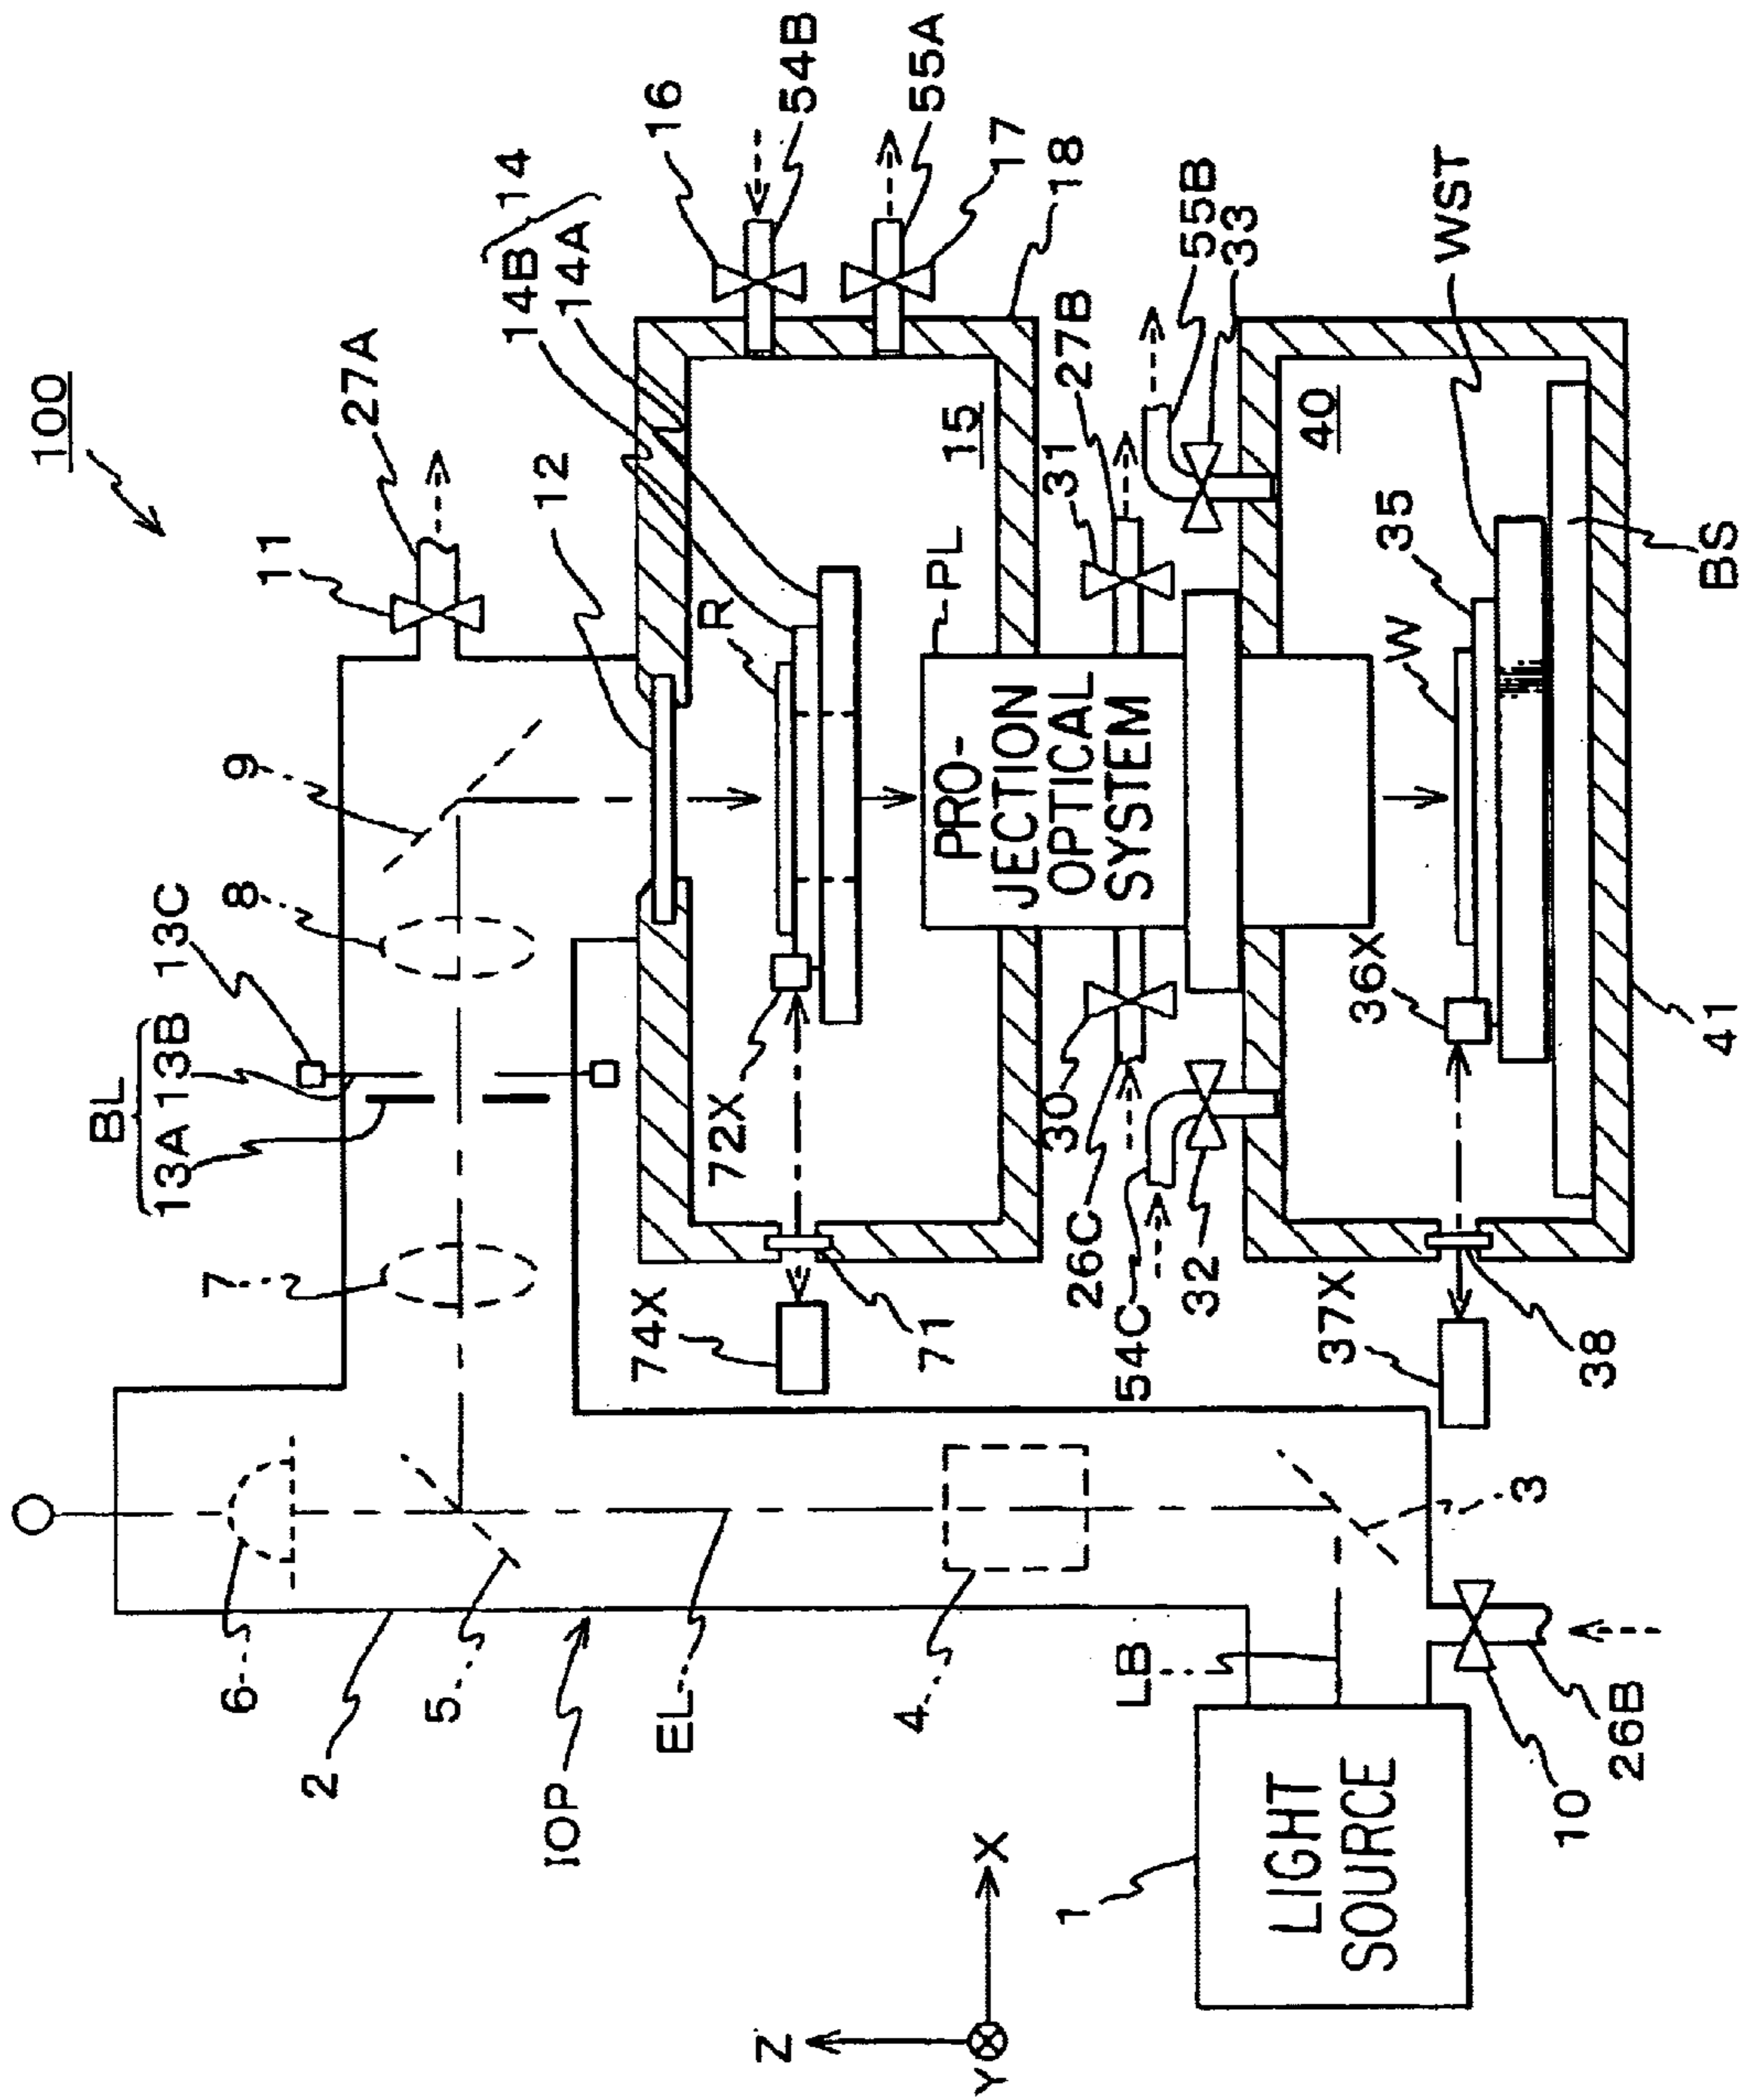 100
27A
11
9
8
13C
BL
13A 13B
7
6
5
2
IOP
EL
4
LB
3
10
26B
1
LIGHT
SOURCE
Z
X
Y
12
14
14B 14A
16
54B
55A
17
18
R
72X
74X
71
15
PL
PRO-
JECTION
OPTICAL
SYSTEM
31
27B
30
26C
54C
32
55B
33
40
W
35
WST
BS
36X
37X
38
41